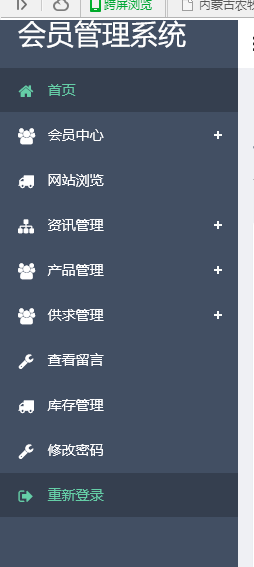 跨屏浏览 内蒙古农牧
会员管理系统
首页
会员中心 +
网站浏览
资讯管理 +
产品管理 +
供求管理 +
查看留言
库存管理
修改密码
重新登录